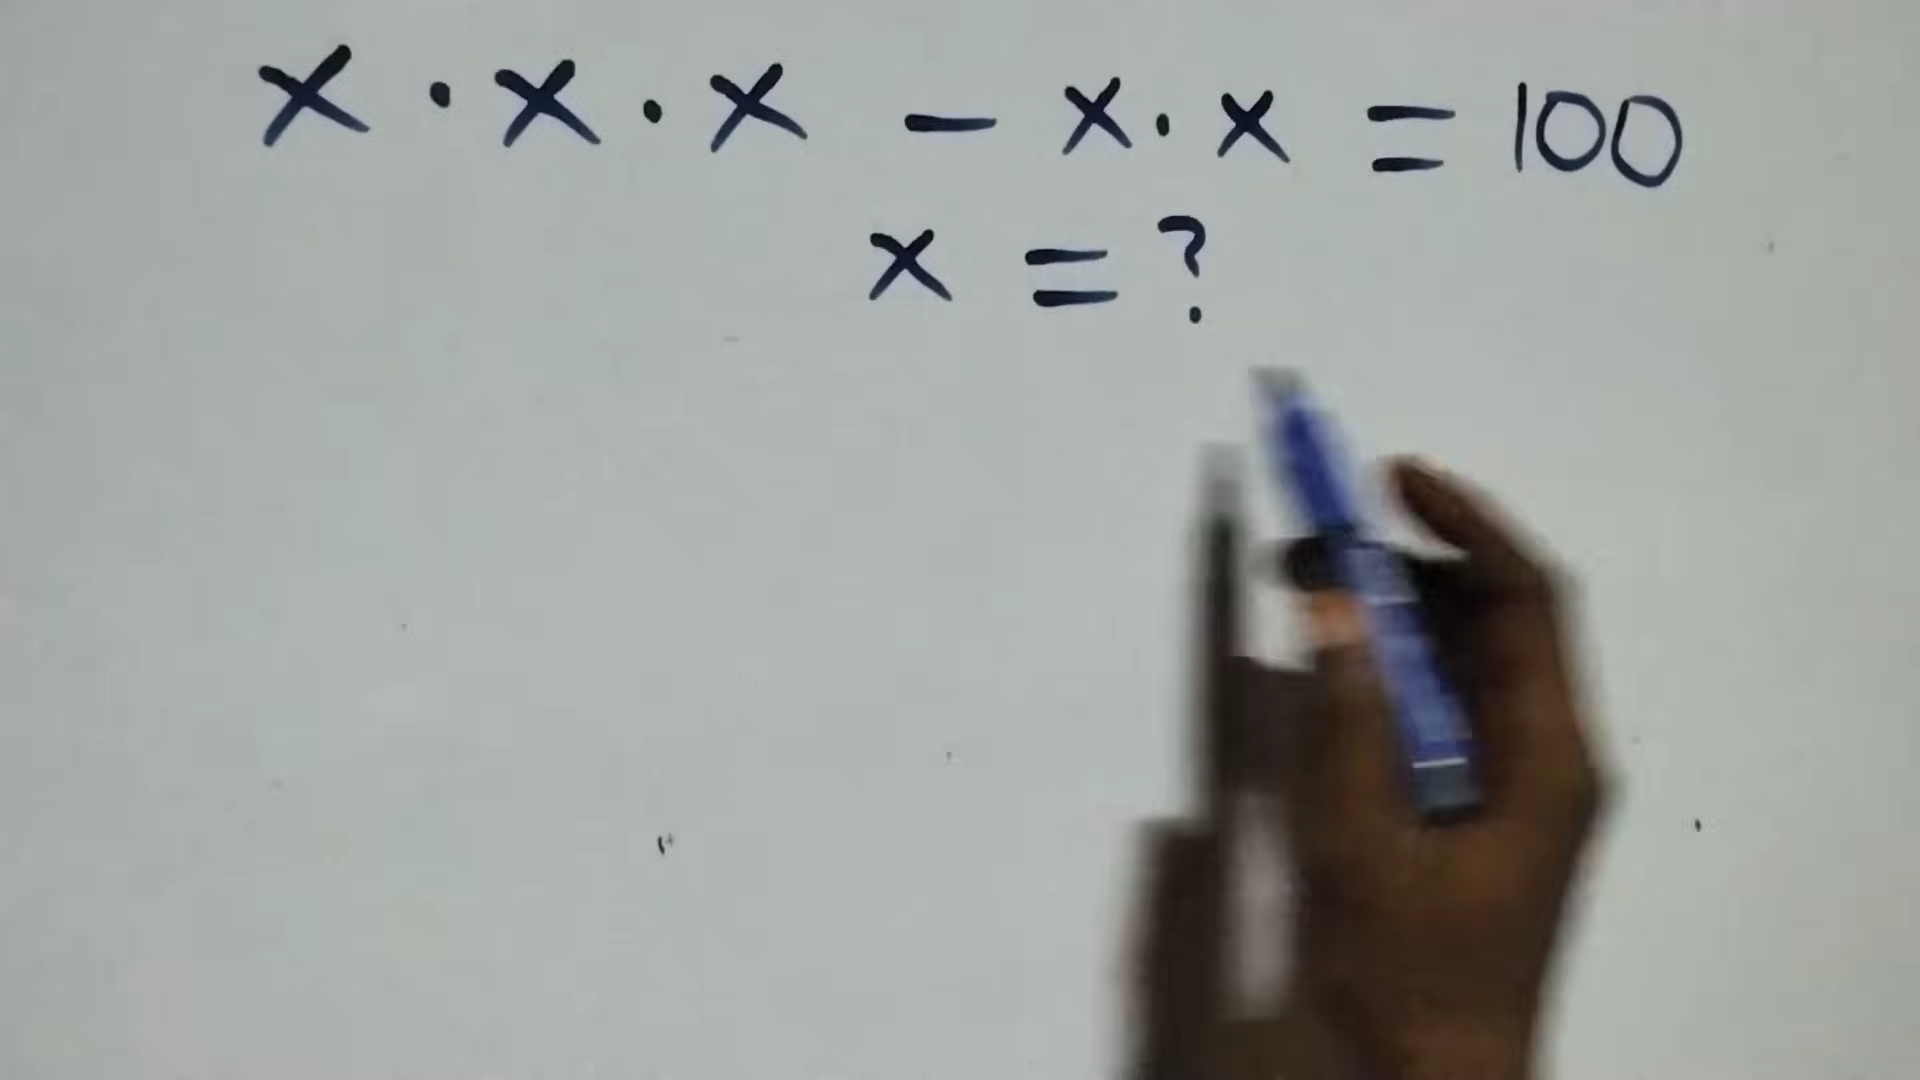 x · x · x - x · x = 100
x = ?